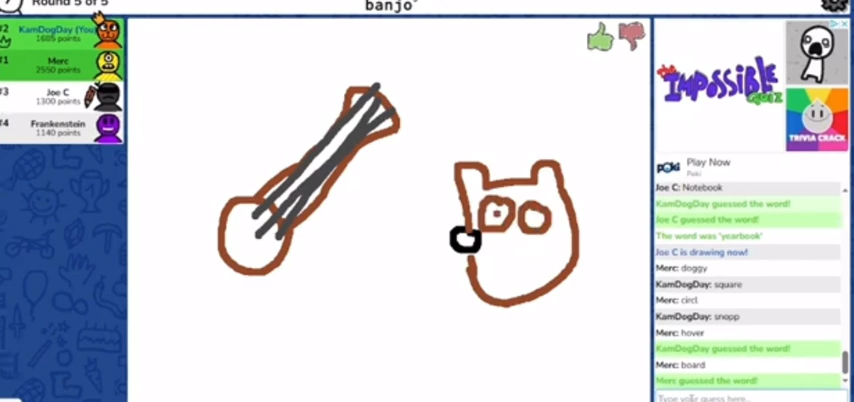 Round 5 of 5
banjo
#2
KamDogDay (You)
1685 points
#1
Merc
2550 points
#3
Joe C
1300 points
#4
Frankenstein
1140 points
the
IMPOSSIBLE
QUIZ
TRIVIA CRACK
poki
Play Now
Poki
Joe C: Notebook
KamDogDay guessed the word!
Joe C guessed the word!
The word was 'yearbook'
Joe C is drawing now!
Merc: doggy
KamDogDay: square
Merc: circl
KamDogDay: snopp
Merc: hover
KamDogDay guessed the word!
Merc: board
Merc guessed the word!
Type your guess here...